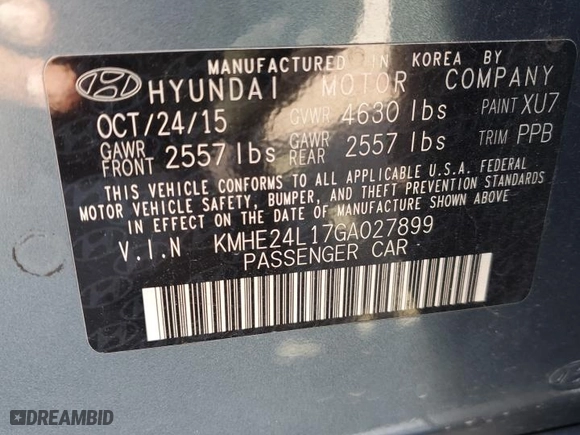 MANUFACTURED IN KOREA BY
HYUNDAI MOTOR COMPANY
OCT/24/15 GVWR 4630 lbs PAINT XU7
GAWR FRONT 2557 lbs GAWR REAR 2557 lbs TRIM PPB
THIS VEHICLE CONFORMS TO ALL APPLICABLE U.S.A. FEDERAL
MOTOR VEHICLE SAFETY, BUMPER, AND THEFT PREVENTION STANDARDS
IN EFFECT ON THE DATE OF MANUFACTURE SHOWN ABOVE.
V.I.N KMHE24L17GA027899
PASSENGER CAR
DREAMBID